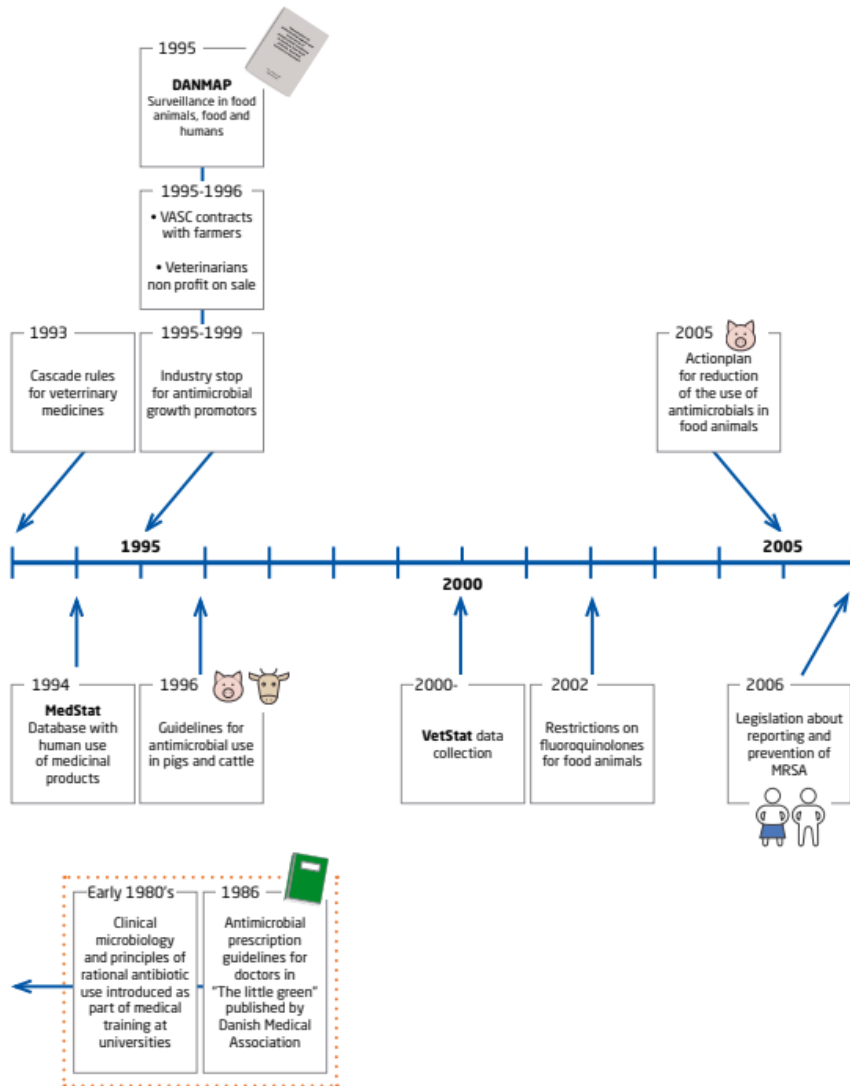 1995
DANMAP
Surveillance in food
animals, food and
humans
1995-1996
• VASC contracts
with farmers
• Veterinarians
non profit on sale
1993
Cascade rules
for veterrinary
medicines
1995-1999
Industry stop
for antimicrobial
growth promotors
2005
Actionplan
for reduction
of the use of
antimicrobials in
food animals
1995
2000
2005
1994
MedStat
Database with
human use
of medicinal
products
1996
Guidelines for
antimicrobial use
in pigs and cattle
2000-
VetStat data
collection
2002
Restrictions on
fluoroquinolones
for food animals
2006
Legislation about
reporting and
prevention of
MRSA
Early 1980's
Clinical
microbiology
and principles of
rational antibiotic
use introduced as
part of medical
training at
universities
1986
Antimicrobial
prescription
guidelines for
doctors in
"The little green"
published by
Danish Medical
Association